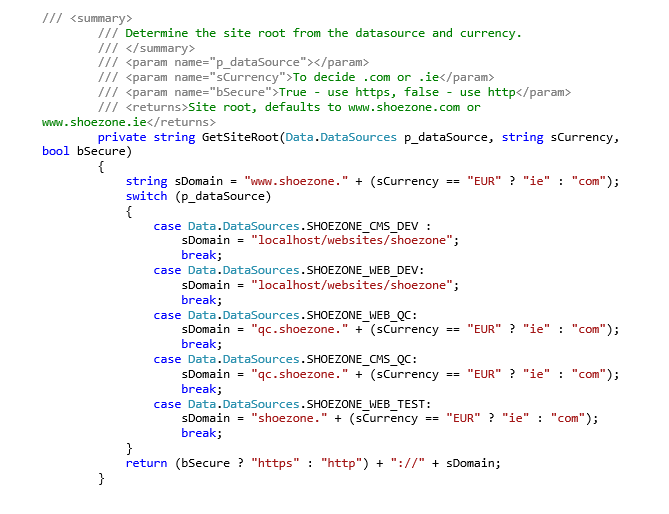 /// <summary>
/// Determine the site root from the datasource and currency.
/// </summary>
/// <param name="p_dataSource"></param>
/// <param name="sCurrency">To decide .com or .ie</param>
/// <param name="bSecure">True - use https, false - use http</param>
/// <returns>Site root, defaults to www.shoezone.com or
www.shoezone.ie</returns>
private string GetSiteRoot(Data.DataSources p_dataSource, string sCurrency,
bool bSecure)
{
string sDomain = "www.shoezone." + (sCurrency == "EUR" ? "ie" : "com");
switch (p_dataSource)
{
case Data.DataSources.SHOEZONE_CMS_DEV :
sDomain = "localhost/websites/shoezone";
break;
case Data.DataSources.SHOEZONE_WEB_DEV:
sDomain = "localhost/websites/shoezone";
break;
case Data.DataSources.SHOEZONE_WEB_QC:
sDomain = "qc.shoezone." + (sCurrency == "EUR" ? "ie" : "com");
break;
case Data.DataSources.SHOEZONE_CMS_QC:
sDomain = "qc.shoezone." + (sCurrency == "EUR" ? "ie" : "com");
break;
case Data.DataSources.SHOEZONE_WEB_TEST:
sDomain = "shoezone." + (sCurrency == "EUR" ? "ie" : "com");
break;
}
return (bSecure ? "https" : "http") + "://" + sDomain;
}